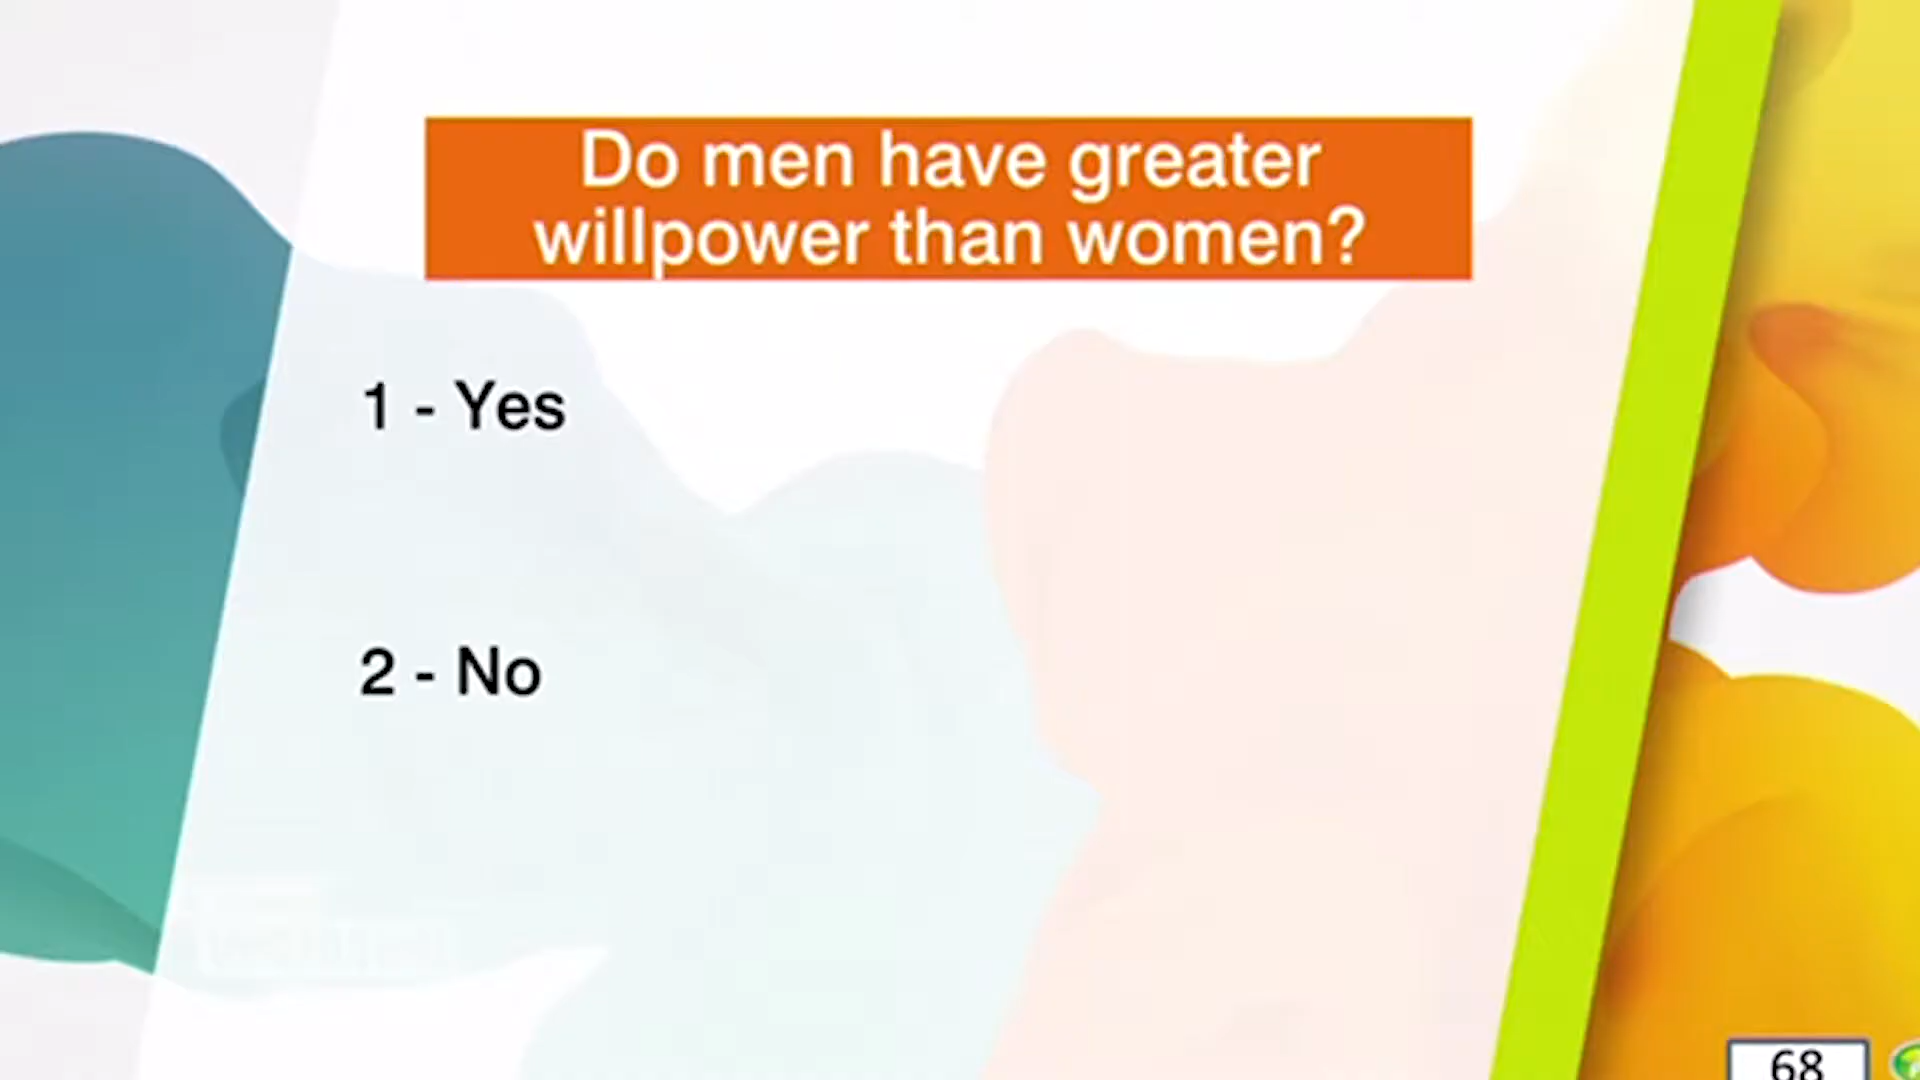 Do men have greater
willpower than women?
1 - Yes
2 - No
68